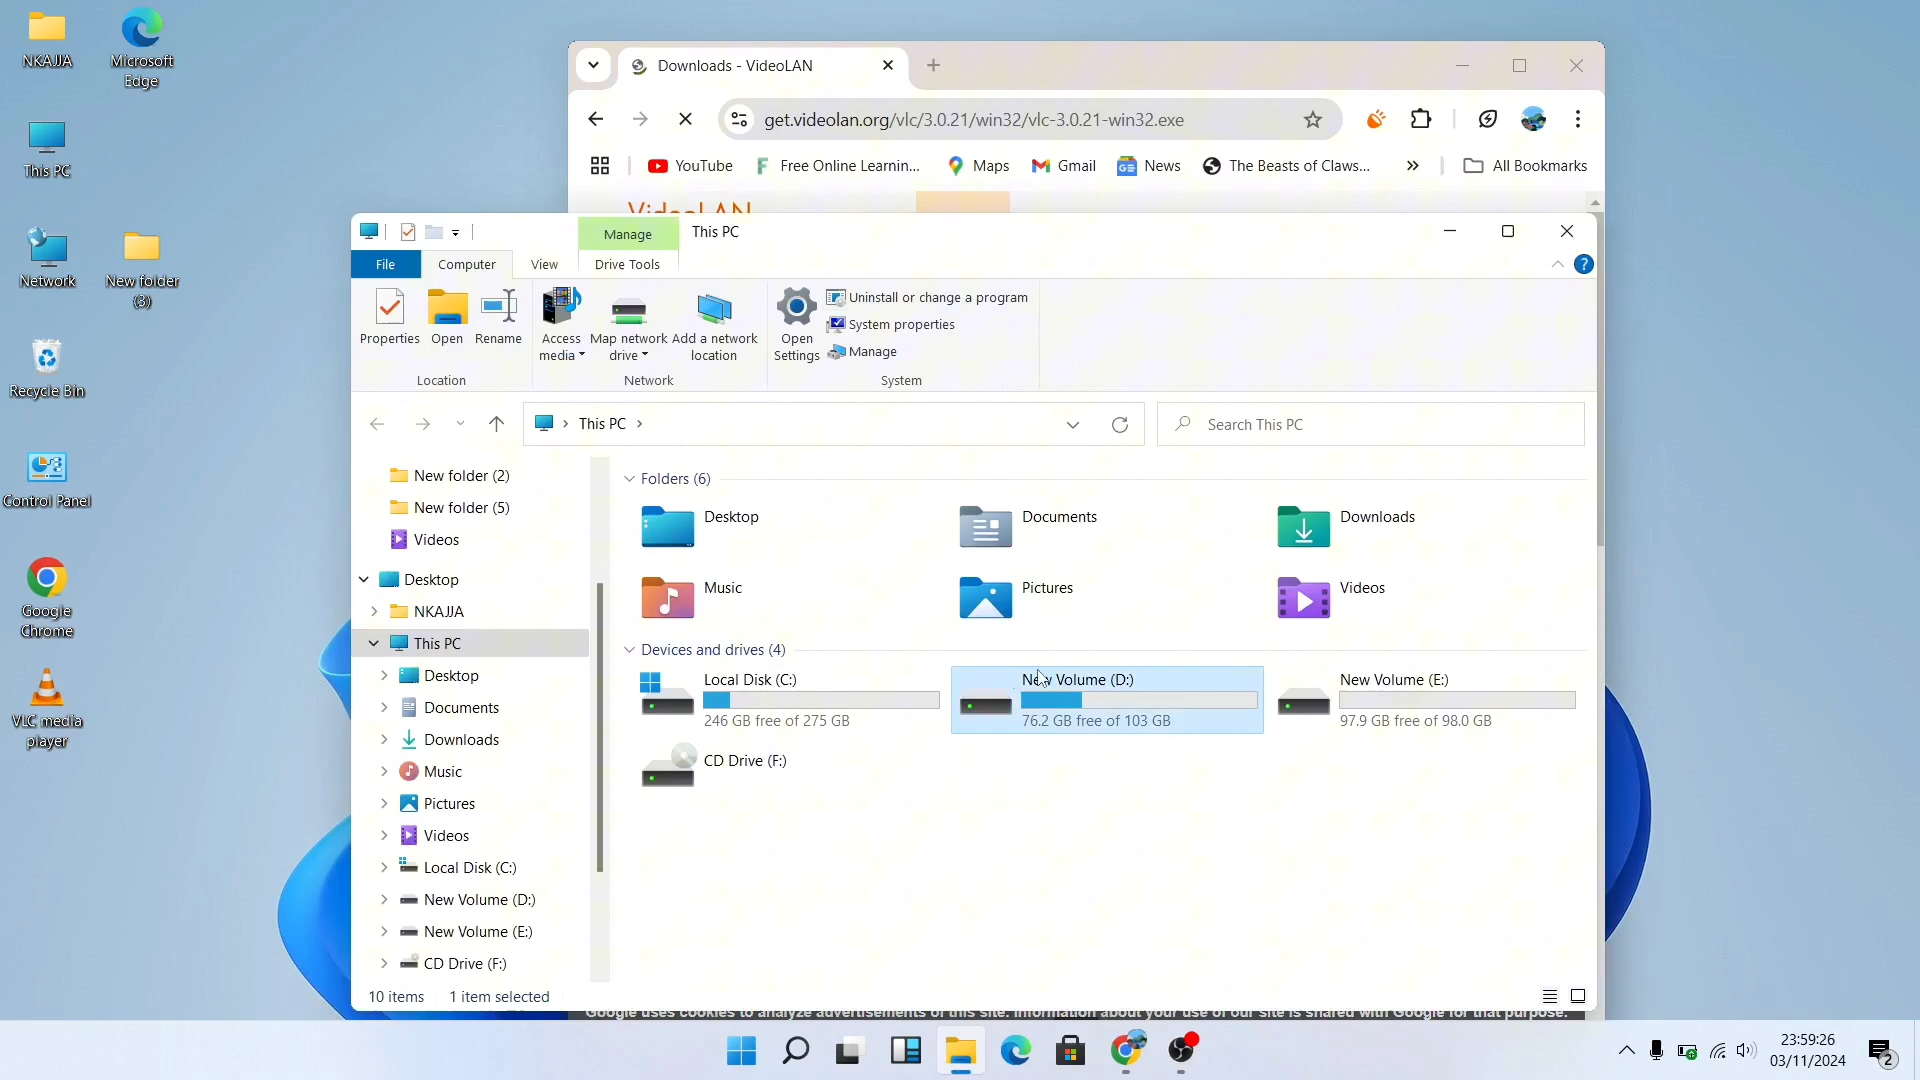 NKAJJA
Microsoft
Edge
This PC
Network
New folder
(3)
Recycle Bin
Control Panel
Google
Chrome
VLC media
player
Downloads - VideoLAN
get.videolan.org/vlc/3.0.21/win32/vlc-3.0.21-win32.exe
YouTube
Free Online Learnin...
Maps
Gmail
News
The Beasts of Claws...
All Bookmarks
VideoLAN
Manage
This PC
File
Computer
View
Drive Tools
Properties
Open
Rename
Access
media
Map network
drive
Add a network
location
Open
Settings
Uninstall or change a program
System properties
Manage
Location
Network
System
This PC
Search This PC
New folder (2)
New folder (5)
Videos
Desktop
NKAJJA
This PC
Desktop
Documents
Downloads
Music
Pictures
Videos
Local Disk (C:)
New Volume (D:)
New Volume (E:)
CD Drive (F:)
Folders (6)
Desktop
Documents
Downloads
Music
Pictures
Videos
Devices and drives (4)
Local Disk (C:)
246 GB free of 275 GB
New Volume (D:)
76.2 GB free of 103 GB
New Volume (E:)
97.9 GB free of 98.0 GB
CD Drive (F:)
10 items
1 item selected
Google uses cookies to analyze advertisements of this site. Information about your use of our site is shared with Google for that purpose.
23:59:26
03/11/2024
2